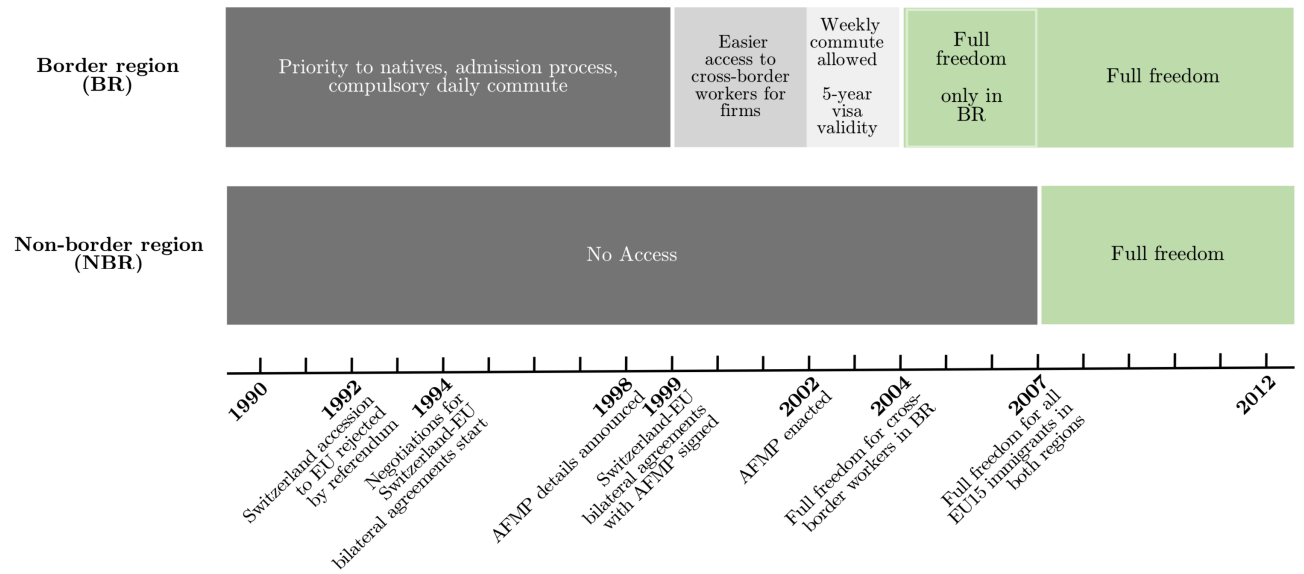 Border region
(BR)
Priority to natives, admission process,
compulsory daily commute
Easier
access to
cross-border
workers for
firms
Weekly
commute
allowed
5-year
visa
validity
Full
freedom
only in
BR
Full freedom
Non-border region
(NBR)
No Access
Full freedom
1990
1992
Switzerland accession
to EU rejected
by referendum
1994
Negotiations for
Switzerland-EU
bilateral agreements start
1998
AFMP details announced
1999
Switzerland-EU
bilateral agreements
with AFMP signed
2002
AFMP enacted
2004
Full freedom for cross-
border workers in BR
2007
Full freedom for all
EU15 immigrants in
both regions
2012